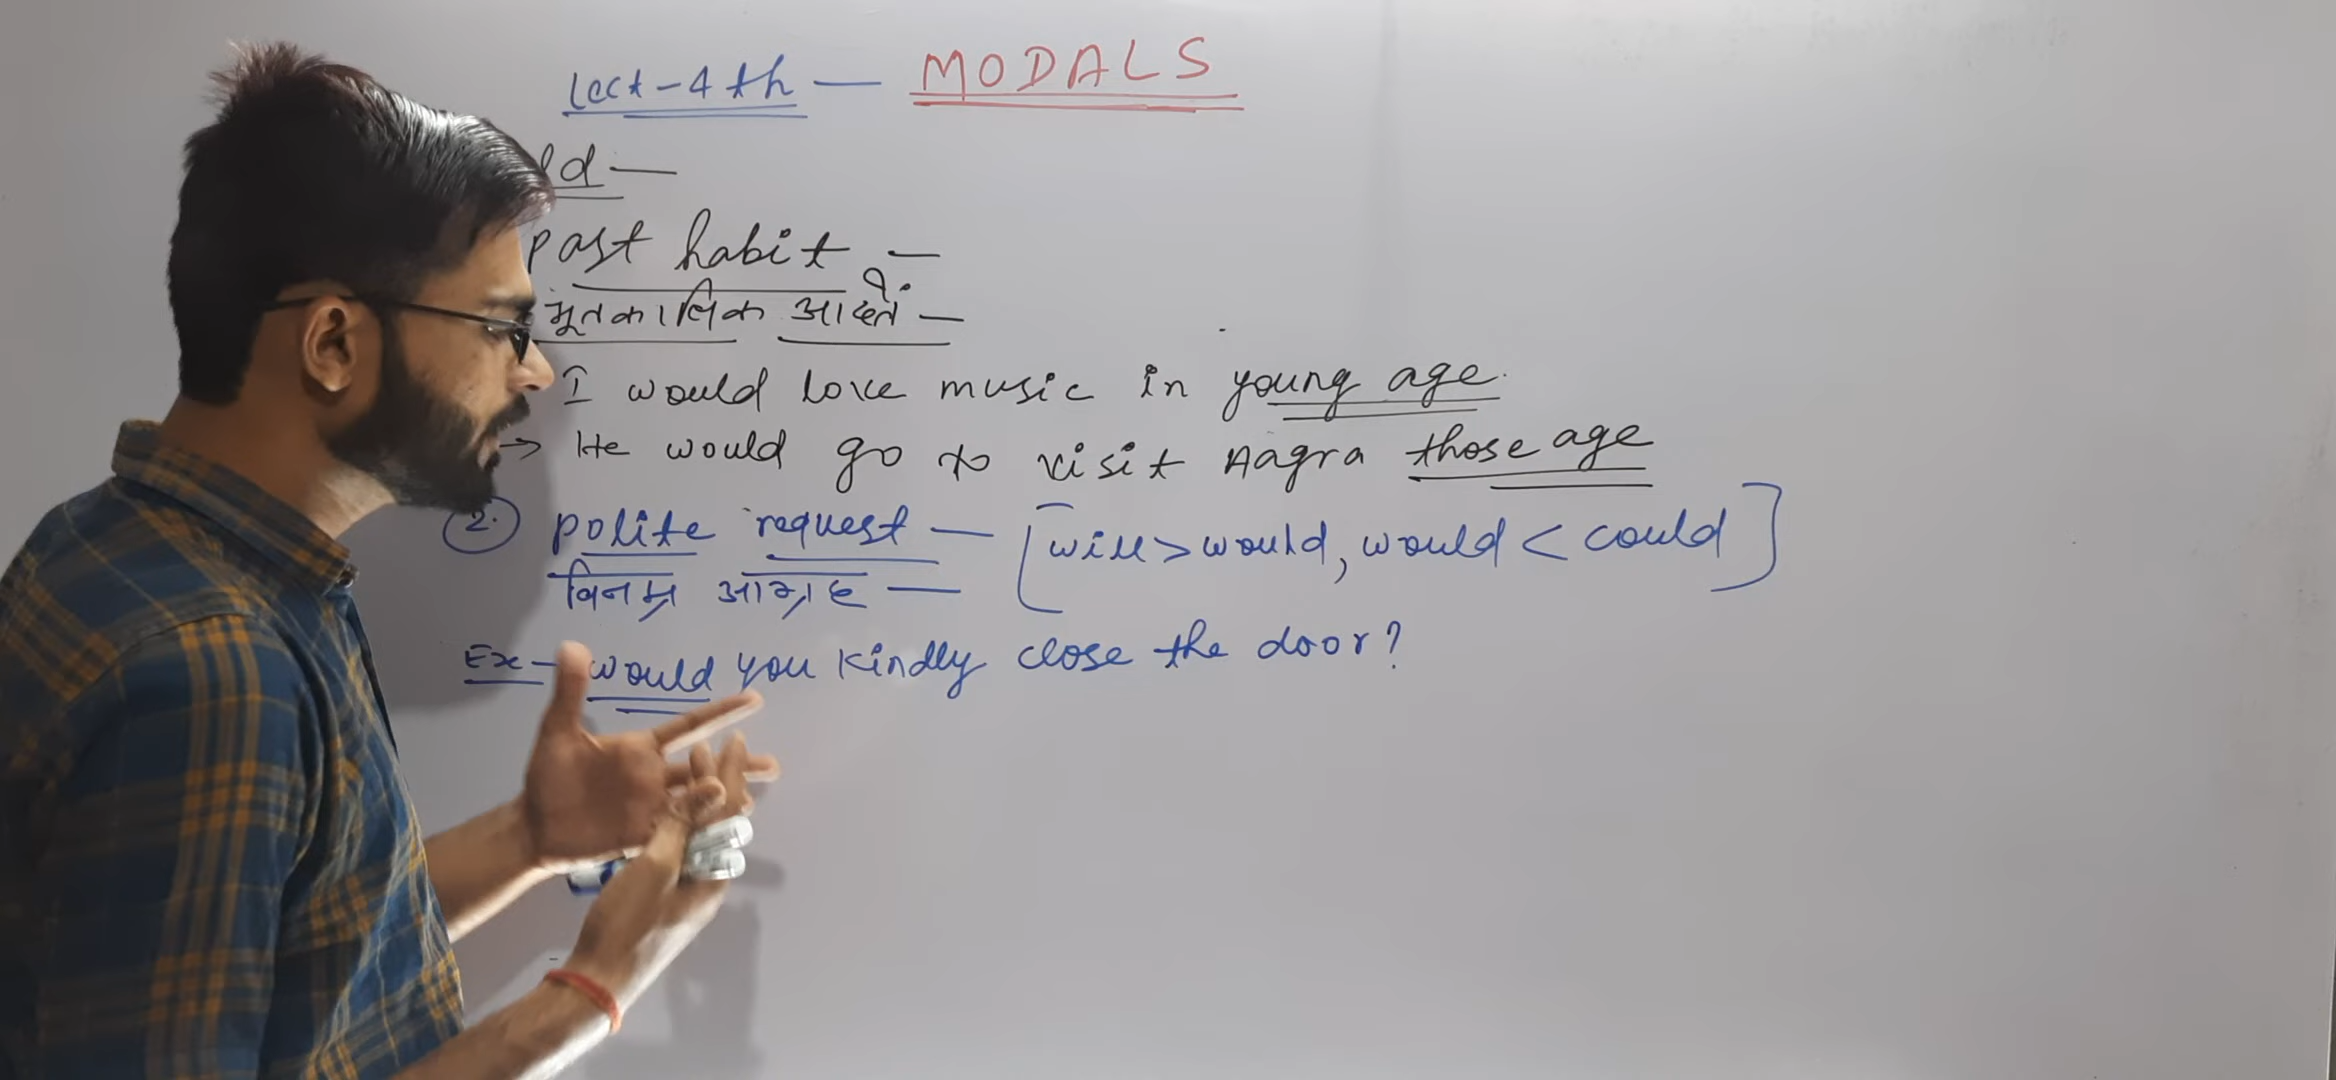 Lect-4th — MODALS
ld —
past habit —
भूतकालिक आदतें —
I would love music in young age.
→ He would go to visit Aagra those age
2. polite request — [will > would, would < could]
विनम्र आग्रह —
Ex - would you kindly close the door?